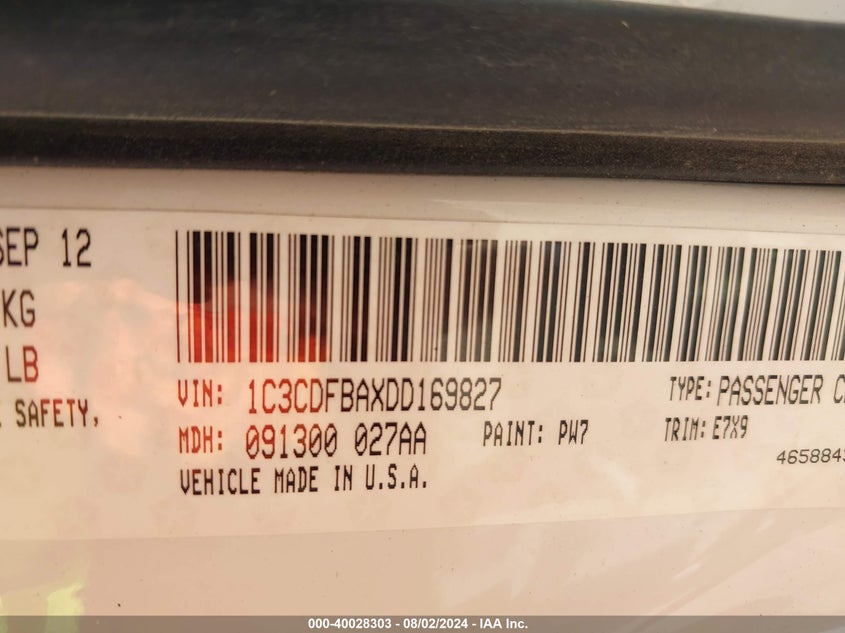 SEP 12
KG
LB
SAFETY,
VIN: 1C3CDFBAXDD169827
TYPE: PASSENGER
MDH: 091300 027AA
PAINT: PW7
TRIM: E7X9
VEHICLE MADE IN U.S.A.
465884
000-40028303 - 08/02/2024 - IAA Inc.